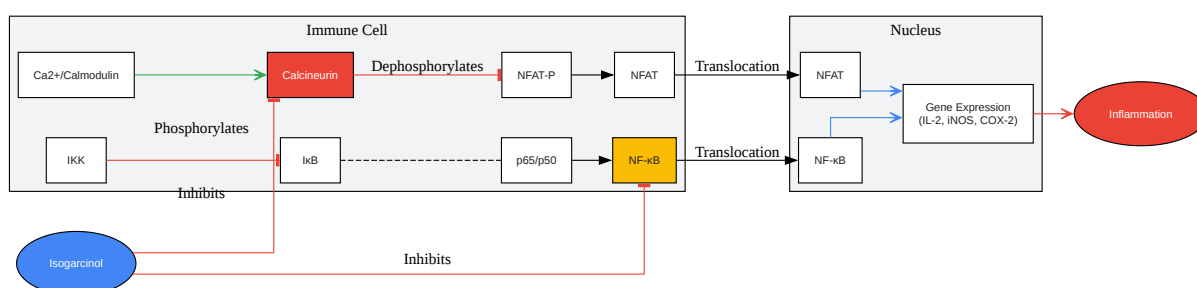 Immune Cell
Nucleus
Ca2+/Calmodulin
Calcineurin
Dephosphorylates
NFAT-P
NFAT
Translocation
NFAT
Gene Expression
(IL-2, iNOS, COX-2)
Inflammation
Phosphorylates
IKK
IκB
p65/p50
NF-κB
Translocation
NF-κB
Inhibits
Isogarcinol
Inhibits